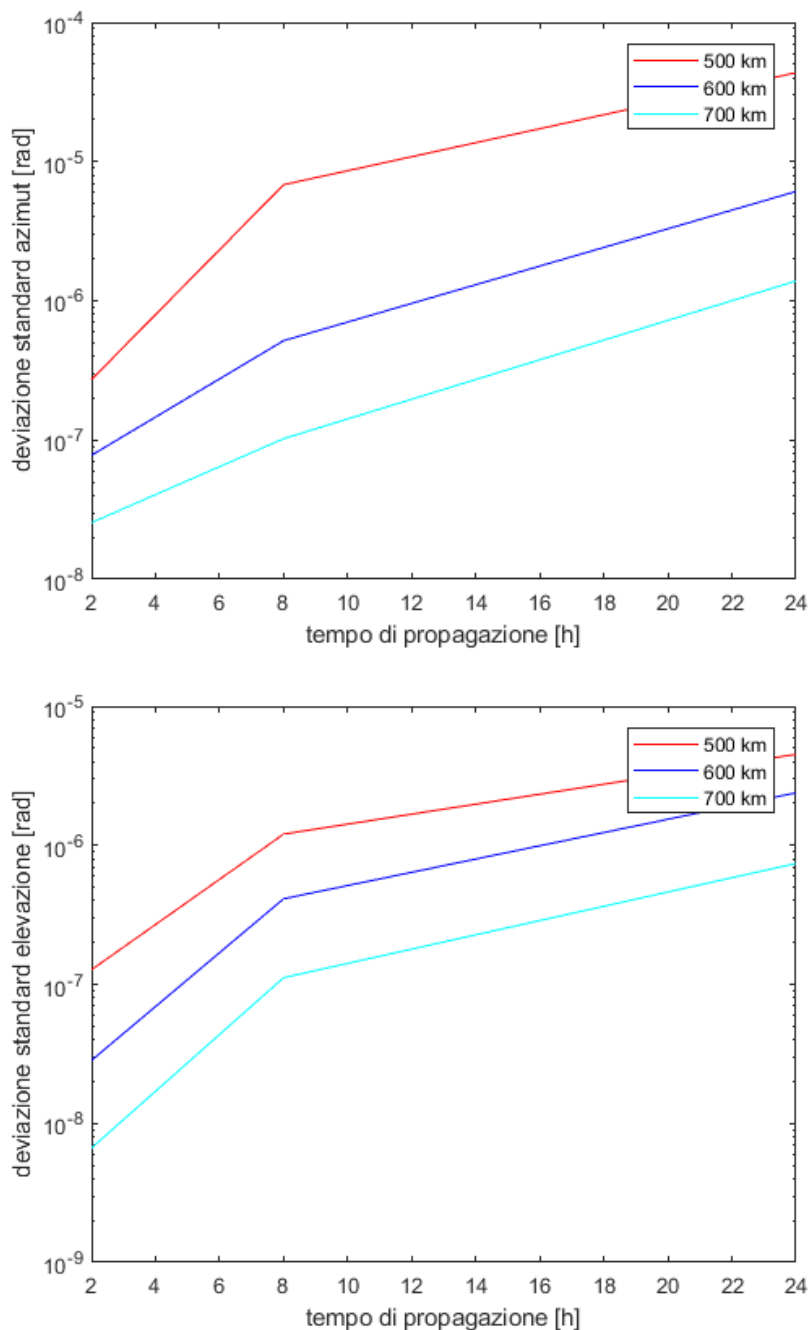 10^-4
10^-5
10^-6
10^-7
10^-8
deviazione standard azimut [rad]
500 km
600 km
700 km
2 4 6 8 10 12 14 16 18 20 22 24
tempo di propagazione [h]
10^-5
10^-6
10^-7
10^-8
10^-9
deviazione standard elevazione [rad]
500 km
600 km
700 km
2 4 6 8 10 12 14 16 18 20 22 24
tempo di propagazione [h]